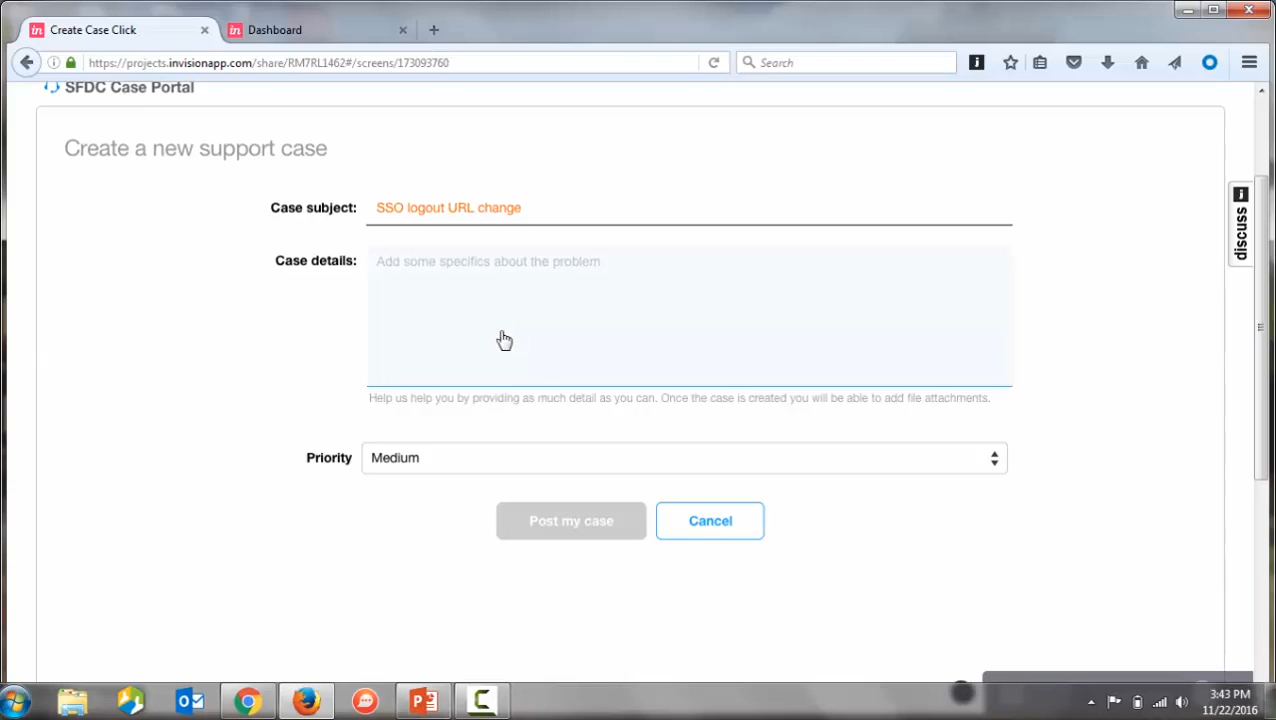 Create Case Click
Dashboard
https://projects.invisionapp.com/share/RM7RL1462#/screens/173093760
Search
SFDC Case Portal
Create a new support case
discuss
Case subject: SSO logout URL change
Case details: Add some specifics about the problem
Help us help you by providing as much detail as you can. Once the case is created you will be able to add file attachments.
Priority Medium
Post my case Cancel
3:43 PM
11/22/2016